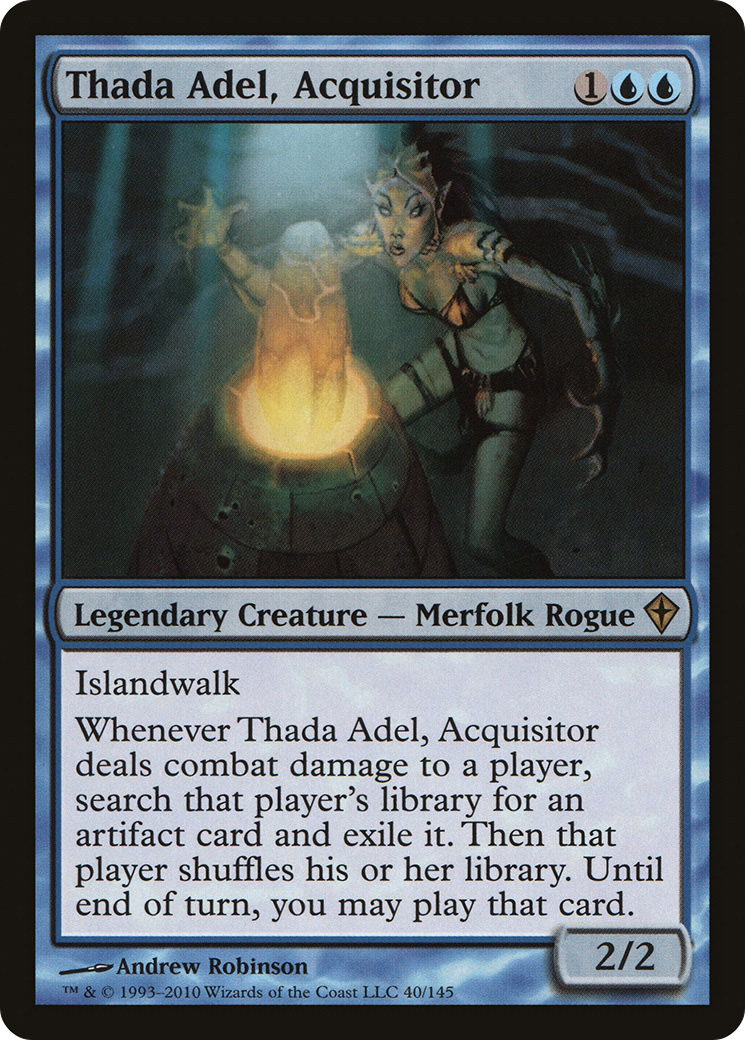 Thada Adel, Acquisitor 1
Legendary Creature — Merfolk Rogue
Islandwalk
Whenever Thada Adel, Acquisitor
deals combat damage to a player,
search that player's library for an
artifact card and exile it. Then that
player shuffles his or her library. Until
end of turn, you may play that card.
2/2
Andrew Robinson
™ & © 1993–2010 Wizards of the Coast LLC 40/145